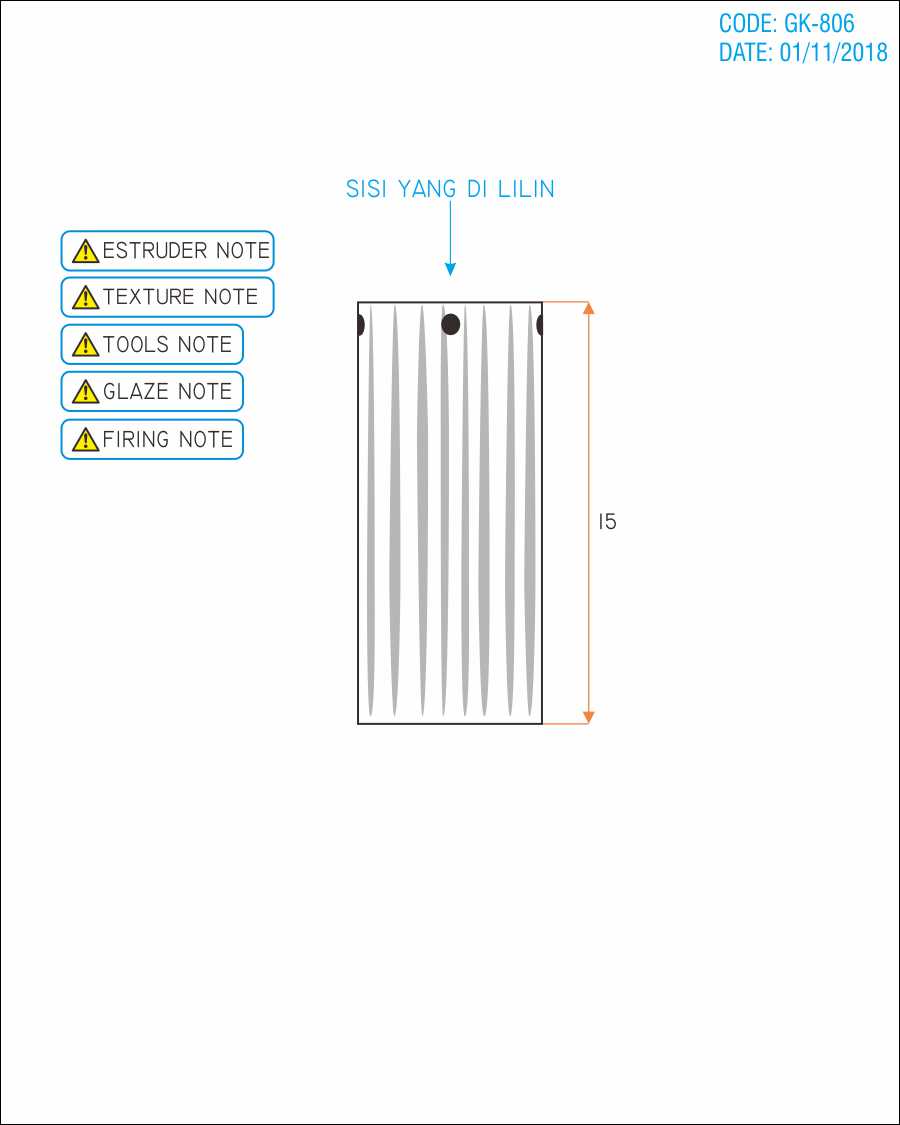 CODE: GK-806
DATE: 01/11/2018
SISI YANG DI LILIN
ESTRUDER NOTE
TEXTURE NOTE
TOOLS NOTE
GLAZE NOTE
FIRING NOTE
15